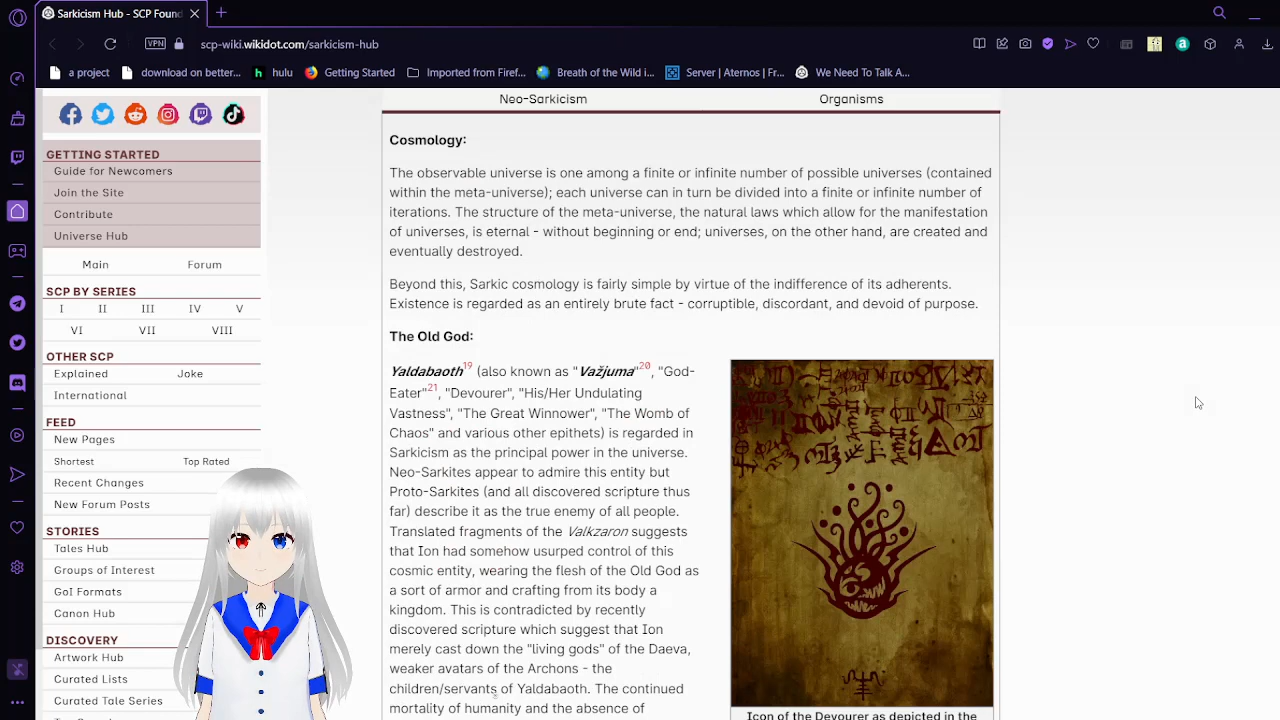 Sarkicism Hub - SCP Found
VPN
scp-wiki.wikidot.com/sarkicism-hub
a project
download on better...
hulu
Getting Started
Imported from Firef...
Breath of the Wild i...
Server | Aternos | Fr...
We Need To Talk A...
GETTING STARTED
Guide for Newcomers
Join the Site
Contribute
Universe Hub
Main Forum
SCP BY SERIES
I II III IV V
VI VII VIII
OTHER SCP
Explained Joke
International
FEED
New Pages
Shortest Top Rated
Recent Changes
New Forum Posts
STORIES
Tales Hub
Groups of Interest
GoI Formats
Canon Hub
DISCOVERY
Artwork Hub
Curated Lists
Curated Tale Series
Neo-Sarkicism Organisms
Cosmology:
The observable universe is one among a finite or infinite number of possible universes (contained
within the meta-universe); each universe can in turn be divided into a finite or infinite number of
iterations. The structure of the meta-universe, the natural laws which allow for the manifestation
of universes, is eternal - without beginning or end; universes, on the other hand, are created and
eventually destroyed.
Beyond this, Sarkic cosmology is fairly simple by virtue of the indifference of its adherents.
Existence is regarded as an entirely brute fact - corruptible, discordant, and devoid of purpose.
The Old God:
Yaldabaoth19 (also known as "Važjuma"20, "God-
Eater"21, "Devourer", "His/Her Undulating
Vastness", "The Great Winnower", "The Womb of
Chaos" and various other epithets) is regarded in
Sarkicism as the principal power in the universe.
Neo-Sarkites appear to admire this entity but
Proto-Sarkites (and all discovered scripture thus
far) describe it as the true enemy of all people.
Translated fragments of the Valkzaron suggests
that Ion had somehow usurped control of this
cosmic entity, wearing the flesh of the Old God as
a sort of armor and crafting from its body a
kingdom. This is contradicted by recently
discovered scripture which suggest that Ion
merely cast down the "living gods" of the Daeva,
weaker avatars of the Archons - the
children/servants of Yaldabaoth. The continued
mortality of humanity and the absence of
Icon of the Devourer as depicted in the